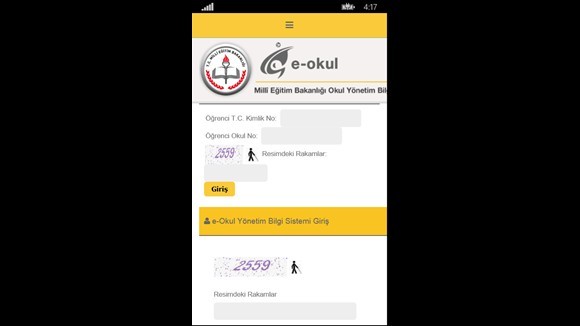 4:17
T.C. MİLLÎ EĞİTİM BAKANLIĞI
e-okul
Millî Eğitim Bakanlığı Okul Yönetim Bil
Öğrenci T.C. Kimlik No:
Öğrenci Okul No:
2559 Resimdeki Rakamlar:
Giriş
e-Okul Yönetim Bilgi Sistemi Giriş
2559
Resimdeki Rakamlar